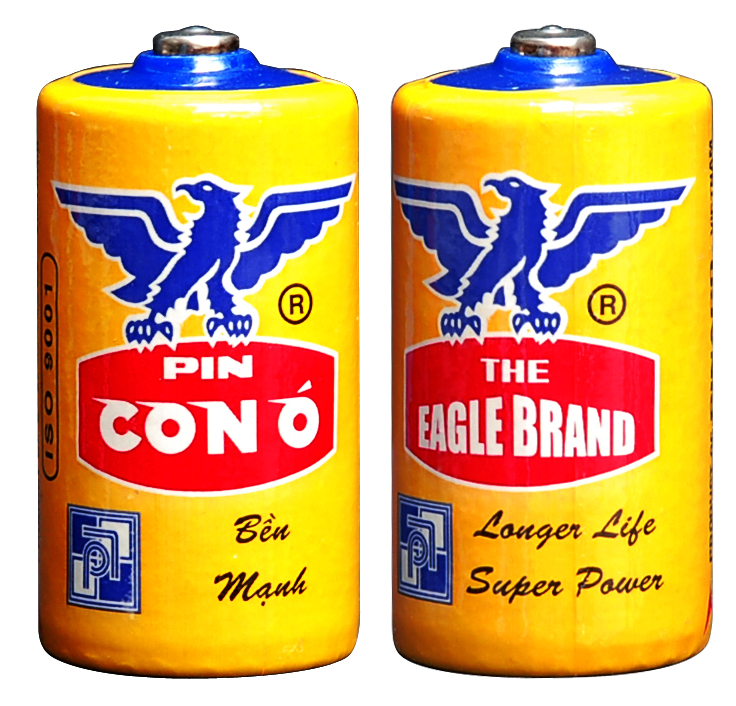 PIN
CON Ó
®
Bền
Mạnh
ISO 9001
THE
EAGLE BRAND
®
Longer Life
Super Power